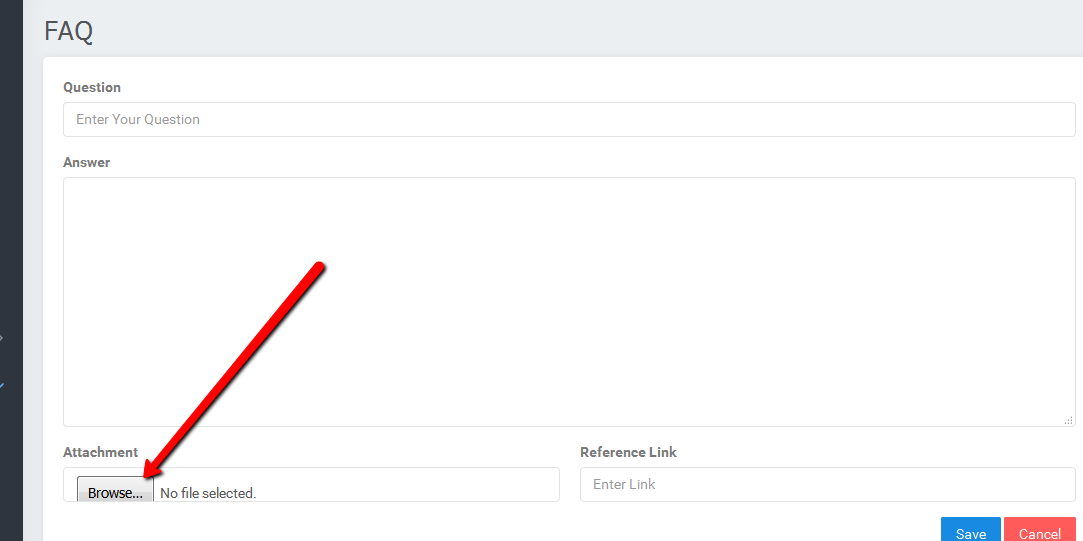 FAQ
Question
Enter Your Question
Answer
Attachment
Reference Link
Browse... No file selected.
Enter Link
Save Cancel